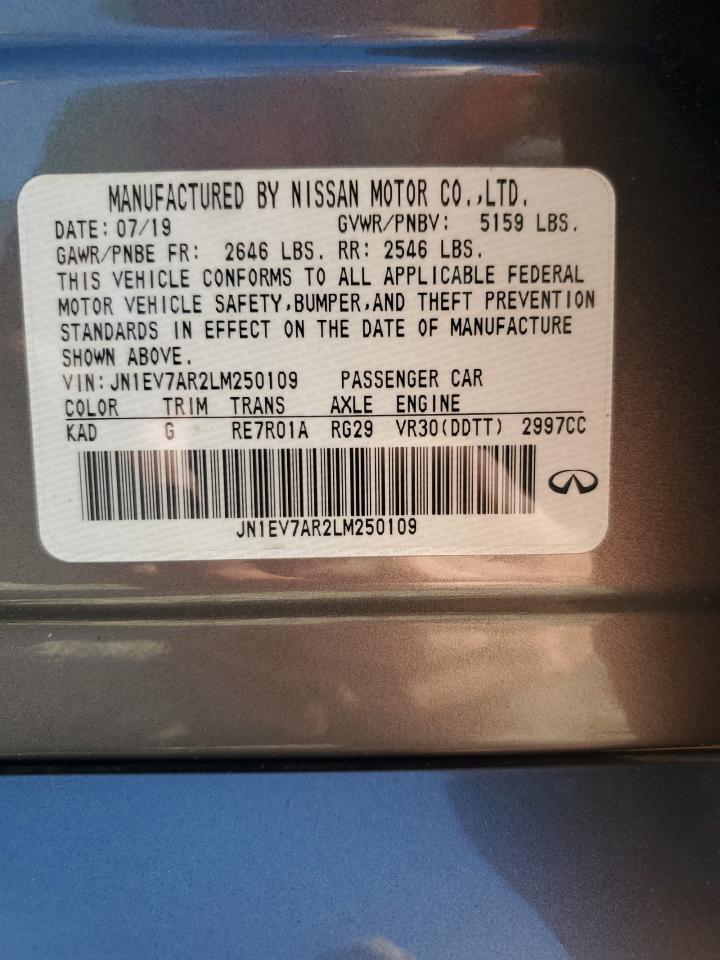 MANUFACTURED BY NISSAN MOTOR CO.,LTD.
DATE: 07/19 GVWR/PNBV: 5159 LBS.
GAWR/PNBE FR: 2646 LBS. RR: 2546 LBS.
THIS VEHICLE CONFORMS TO ALL APPLICABLE FEDERAL
MOTOR VEHICLE SAFETY,BUMPER,AND THEFT PREVENTION
STANDARDS IN EFFECT ON THE DATE OF MANUFACTURE
SHOWN ABOVE.
VIN: JN1EV7AR2LM250109 PASSENGER CAR
COLOR TRIM TRANS AXLE ENGINE
KAD G RE7R01A RG29 VR30(DDTT) 2997CC
JN1EV7AR2LM250109